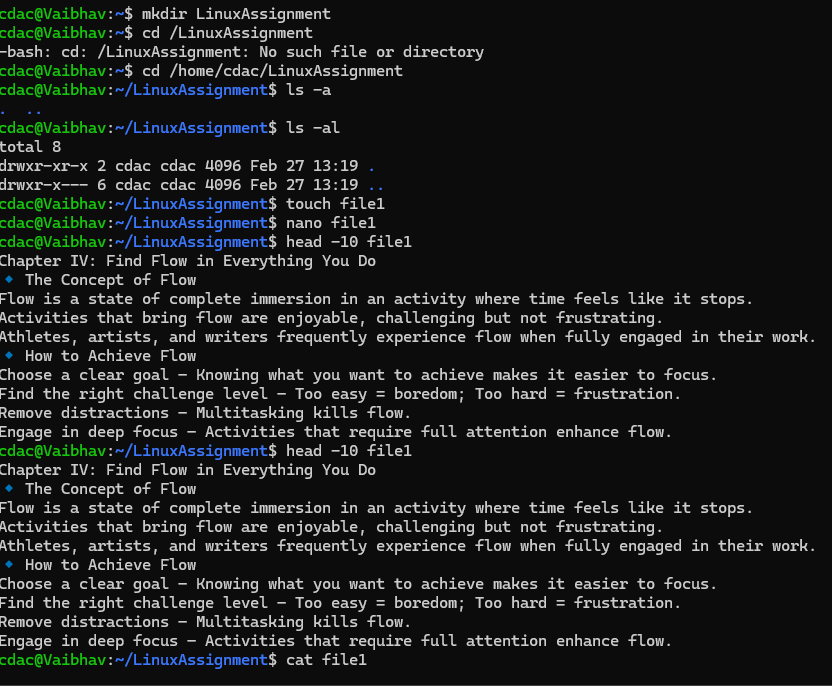 cdac@Vaibhav:~$ mkdir LinuxAssignment
cdac@Vaibhav:~$ cd /LinuxAssignment
-bash: cd: /LinuxAssignment: No such file or directory
cdac@Vaibhav:~$ cd /home/cdac/LinuxAssignment
cdac@Vaibhav:~/LinuxAssignment$ ls -a
.  ..
cdac@Vaibhav:~/LinuxAssignment$ ls -al
total 8
drwxr-xr-x 2 cdac cdac 4096 Feb 27 13:19 .
drwxr-x--- 6 cdac cdac 4096 Feb 27 13:19 ..
cdac@Vaibhav:~/LinuxAssignment$ touch file1
cdac@Vaibhav:~/LinuxAssignment$ nano file1
cdac@Vaibhav:~/LinuxAssignment$ head -10 file1
Chapter IV: Find Flow in Everything You Do
🔹 The Concept of Flow
Flow is a state of complete immersion in an activity where time feels like it stops.
Activities that bring flow are enjoyable, challenging but not frustrating.
Athletes, artists, and writers frequently experience flow when fully engaged in their work.
🔹 How to Achieve Flow
Choose a clear goal – Knowing what you want to achieve makes it easier to focus.
Find the right challenge level – Too easy = boredom; Too hard = frustration.
Remove distractions – Multitasking kills flow.
Engage in deep focus – Activities that require full attention enhance flow.
cdac@Vaibhav:~/LinuxAssignment$ head -10 file1
Chapter IV: Find Flow in Everything You Do
🔹 The Concept of Flow
Flow is a state of complete immersion in an activity where time feels like it stops.
Activities that bring flow are enjoyable, challenging but not frustrating.
Athletes, artists, and writers frequently experience flow when fully engaged in their work.
🔹 How to Achieve Flow
Choose a clear goal – Knowing what you want to achieve makes it easier to focus.
Find the right challenge level – Too easy = boredom; Too hard = frustration.
Remove distractions – Multitasking kills flow.
Engage in deep focus – Activities that require full attention enhance flow.
cdac@Vaibhav:~/LinuxAssignment$ cat file1